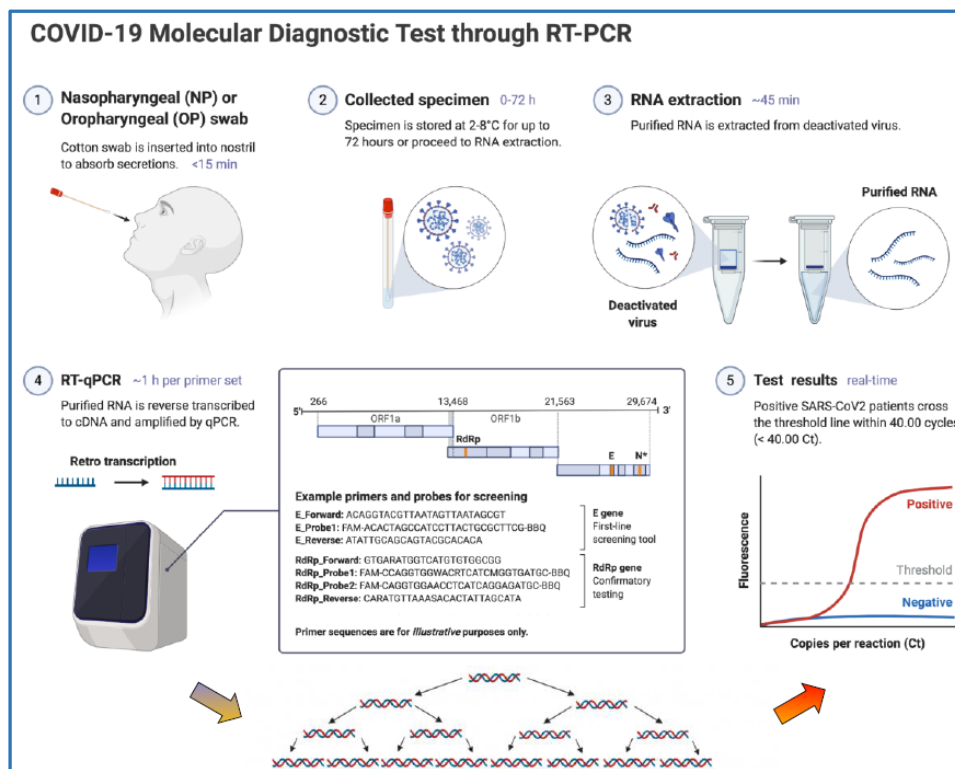 COVID-19 Molecular Diagnostic Test through RT-PCR
1 Nasopharyngeal (NP) or
Oropharyngeal (OP) swab
Cotton swab is inserted into nostril
to absorb secretions. <15 min
2 Collected specimen 0-72 h
Specimen is stored at 2-8°C for up to
72 hours or proceed to RNA extraction.
3 RNA extraction ~45 min
Purified RNA is extracted from deactivated virus.
Purified RNA
Deactivated
virus
4 RT-qPCR ~1 h per primer set
Purified RNA is reverse transcribed
to cDNA and amplified by qPCR.
Retro transcription
266 13,468 21,563 29,674
5' 3'
ORF1a ORF1b
RdRp
E N*
Example primers and probes for screening
E_Forward: ACAGGTACGTTAATAGTTAATAGCGT
E_Probe1: FAM-ACACTAGCCATCCTTACTGCGCTTCG-BBQ
E_Reverse: ATATTGCAGCAGTACGCACACA
E gene
First-line
screening tool
RdRp_Forward: GTGARATGGTCATGTGTGGCGG
RdRp_Probe1: FAM-CCAGGTGGWACRTCATCMGGTGATGC-BBQ
RdRp_Probe2: FAM-CAGGTGGAACCTCATCAGGAGATGC-BBQ
RdRp_Reverse: CARATGTTAAASACACTATTAGCATA
RdRp gene
Confirmatory
testing
Primer sequences are for illustrative purposes only.
5 Test results real-time
Positive SARS-CoV2 patients cross
the threshold line within 40.00 cycles
(< 40.00 Ct).
Fluorescence
Positive
Threshold
Negative
Copies per reaction (Ct)